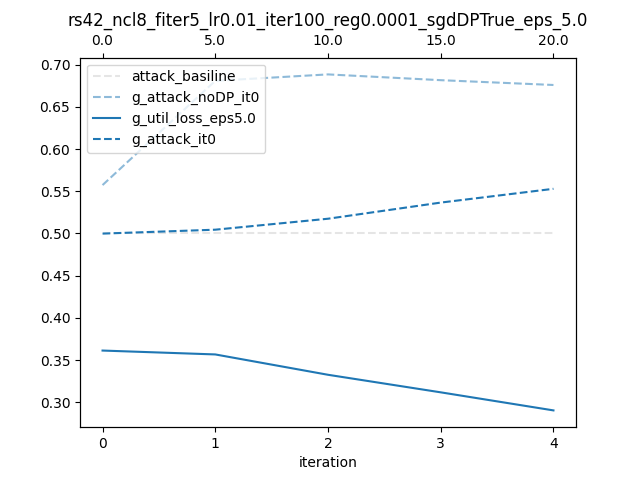 rs42_ncl8_fiter5_lr0.01_iter100_reg0.0001_sgdDPTrue_eps_5.0
0.0 5.0 10.0 15.0 20.0
0.70
0.65
0.60
0.55
0.50
0.45
0.40
0.35
0.30
attack_basiline
g_attack_noDP_it0
g_util_loss_eps5.0
g_attack_it0
0 1 2 3 4
iteration